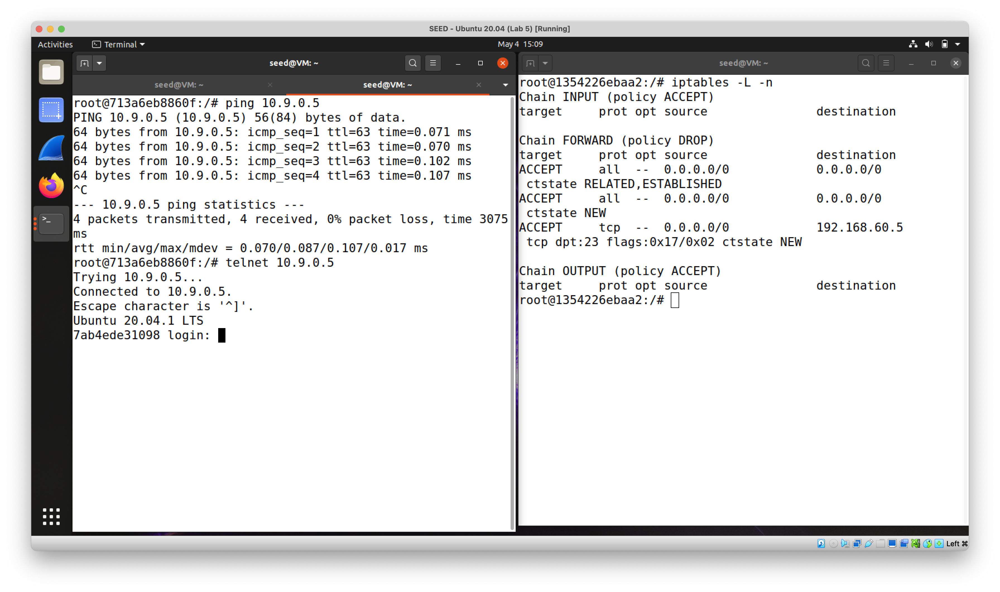 SEED - Ubuntu 20.04 (Lab 5) [Running]
Activities
Terminal
May 4 15:09
seed@VM: ~
seed@VM: ~
seed@VM: ~
root@713a6eb8860f:/# ping 10.9.0.5
PING 10.9.0.5 (10.9.0.5) 56(84) bytes of data.
64 bytes from 10.9.0.5: icmp_seq=1 ttl=63 time=0.071 ms
64 bytes from 10.9.0.5: icmp_seq=2 ttl=63 time=0.070 ms
64 bytes from 10.9.0.5: icmp_seq=3 ttl=63 time=0.102 ms
64 bytes from 10.9.0.5: icmp_seq=4 ttl=63 time=0.107 ms
^C
--- 10.9.0.5 ping statistics ---
4 packets transmitted, 4 received, 0% packet loss, time 3075
ms
rtt min/avg/max/mdev = 0.070/0.087/0.107/0.017 ms
root@713a6eb8860f:/# telnet 10.9.0.5
Trying 10.9.0.5...
Connected to 10.9.0.5.
Escape character is '^]'.
Ubuntu 20.04.1 LTS
7ab4ede31098 login:
seed@VM: ~
root@1354226ebaa2:/# iptables -L -n
Chain INPUT (policy ACCEPT)
target     prot opt source               destination

Chain FORWARD (policy DROP)
target     prot opt source               destination
ACCEPT     all  --  0.0.0.0/0            0.0.0.0/0
 ctstate RELATED,ESTABLISHED
ACCEPT     all  --  0.0.0.0/0            0.0.0.0/0
 ctstate NEW
ACCEPT     tcp  --  0.0.0.0/0            192.168.60.5
 tcp dpt:23 flags:0x17/0x02 ctstate NEW

Chain OUTPUT (policy ACCEPT)
target     prot opt source               destination
root@1354226ebaa2:/#
Left ⌘